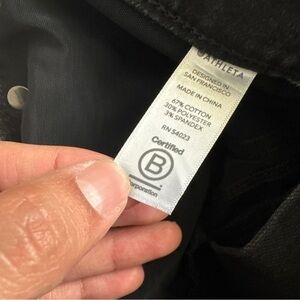 ATHLETA
DESIGNED IN
SAN FRANCISCO
MADE IN CHINA
67% COTTON
30% POLYESTER
3% SPANDEX
RN 54023
Certified
B
Corporation